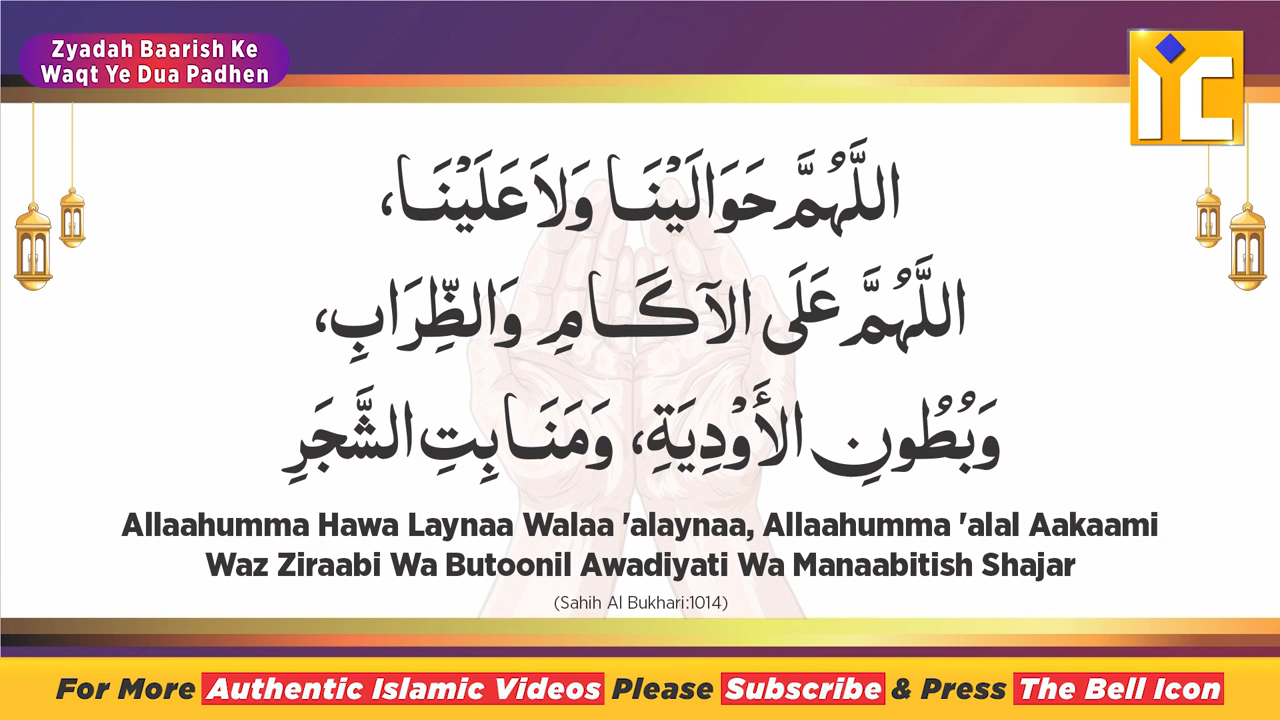 Zyadah Baarish Ke
Waqt Ye Dua Padhen
IYC
اللَّهُمَّ حَوَالَيْنَا وَلاَ عَلَيْنَا،
اللَّهُمَّ عَلَى الآكَامِ وَالظِّرَابِ،
وَبُطُونِ الأَوْدِيَةِ، وَمَنَابِتِ الشَّجَرِ
Allaahumma Hawa Laynaa Walaa 'alaynaa, Allaahumma 'alal Aakaami
Waz Ziraabi Wa Butoonil Awadiyati Wa Manaabitish Shajar
(Sahih Al Bukhari:1014)
For More Authentic Islamic Videos Please Subscribe & Press The Bell Icon